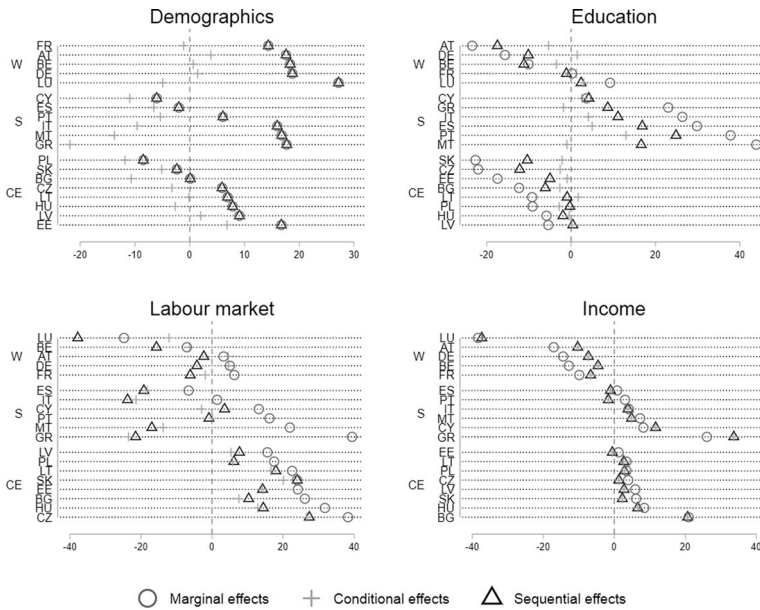 Demographics
FR
AT
W BE
DE
LU
CY
ES
S PT
IT
MT
GR
PL
SK
BG
CE CZ
LT
HU
LV
EE
-20 -10 0 10 20 30
Education
AT
DE
W BE
FR
LU
CY
GR
S IT
ES
PT
MT
SK
CZ
EE
CE BG
LT
PL
HU
LV
-20 0 20 40
Labour market
LU
BE
W AT
DE
FR
ES
IT
S CY
PT
MT
GR
LV
PL
LT
CE SK
EE
BG
HU
CZ
-40 -20 0 20 40
Income
LU
AT
W DE
BE
FR
ES
PT
S IT
MT
CY
GR
EE
LT
PL
CE CZ
LV
SK
HU
BG
-40 -20 0 20 40
Marginal effects Conditional effects Sequential effects